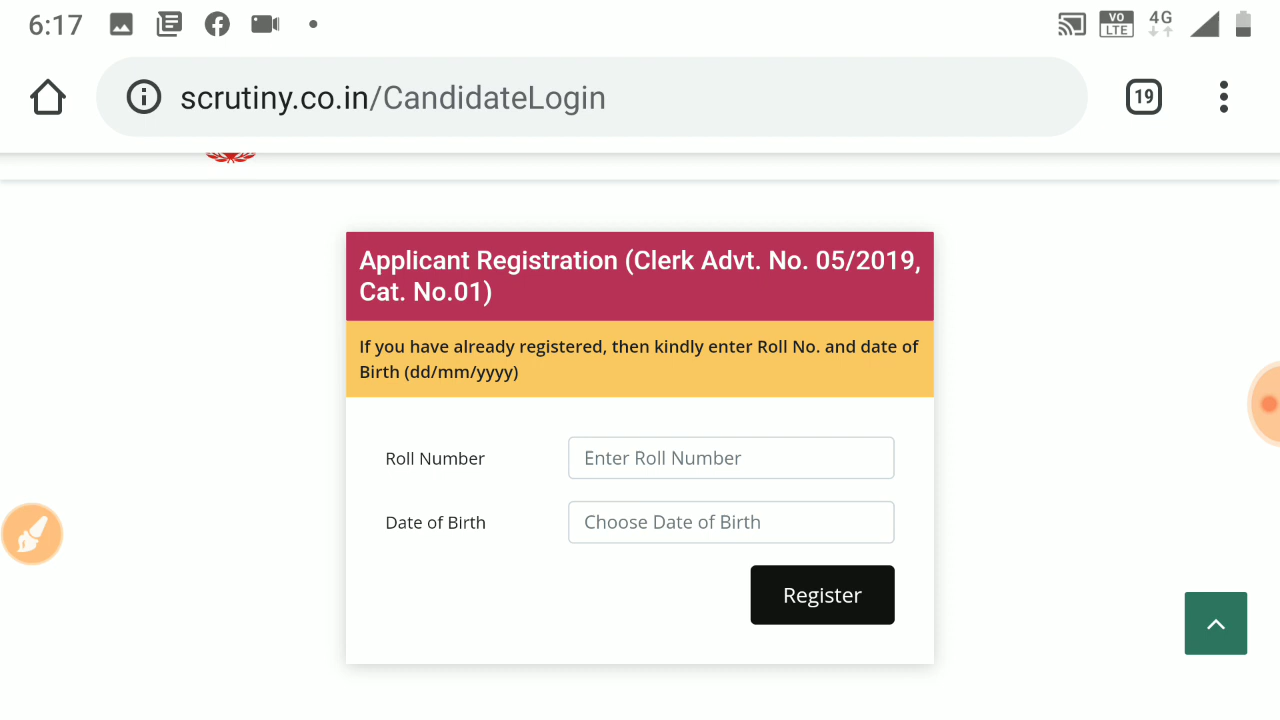 6:17
VO
LTE
4G
scrutiny.co.in/CandidateLogin
19
Applicant Registration (Clerk Advt. No. 05/2019,
Cat. No.01)
If you have already registered, then kindly enter Roll No. and date of
Birth (dd/mm/yyyy)
Roll Number
Enter Roll Number
Date of Birth
Choose Date of Birth
Register